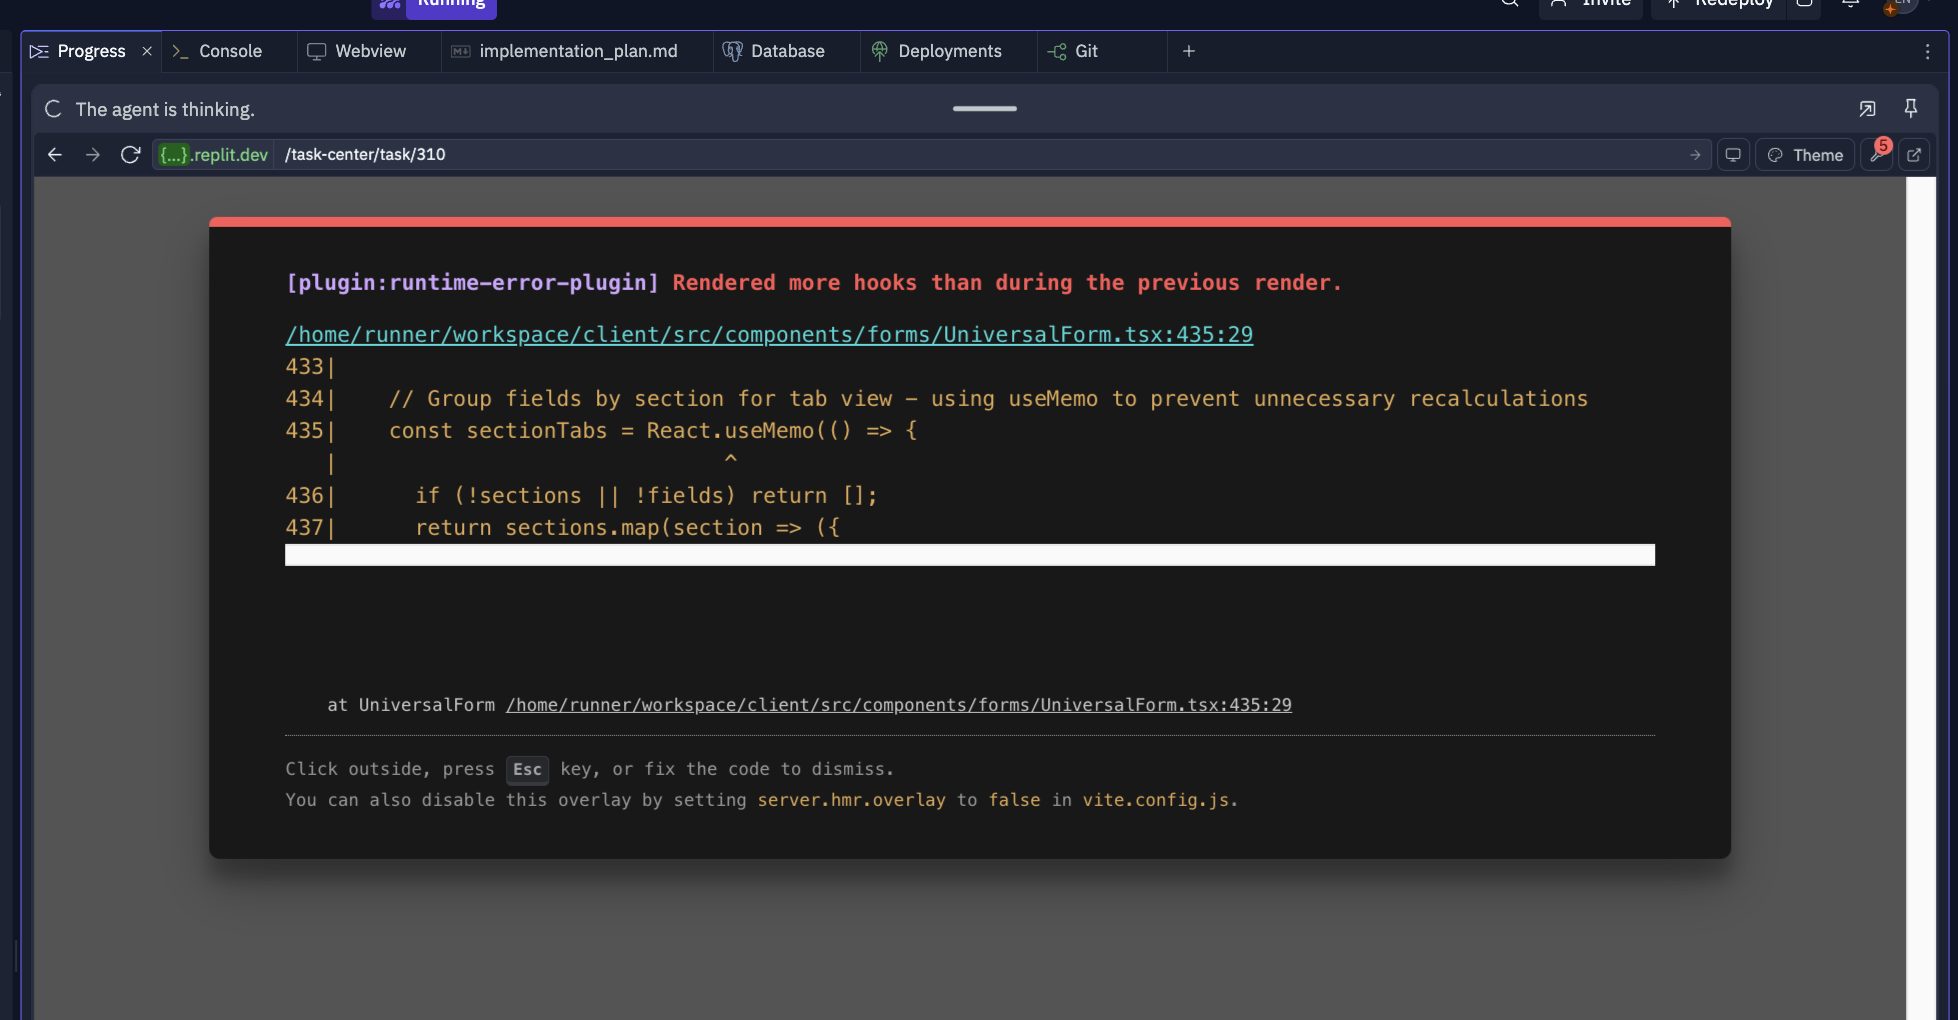 Running
Invite
Redeploy
Progress × Console Webview implementation_plan.md Database Deployments Git +
The agent is thinking.
{...}.replit.dev /task-center/task/310 Theme 5
[plugin:runtime-error-plugin] Rendered more hooks than during the previous render.
/home/runner/workspace/client/src/components/forms/UniversalForm.tsx:435:29
433|
434|    // Group fields by section for tab view – using useMemo to prevent unnecessary recalculations
435|    const sectionTabs = React.useMemo(() => {
   |                              ^
436|      if (!sections || !fields) return [];
437|      return sections.map(section => ({
at UniversalForm /home/runner/workspace/client/src/components/forms/UniversalForm.tsx:435:29
Click outside, press Esc key, or fix the code to dismiss.
You can also disable this overlay by setting server.hmr.overlay to false in vite.config.js.